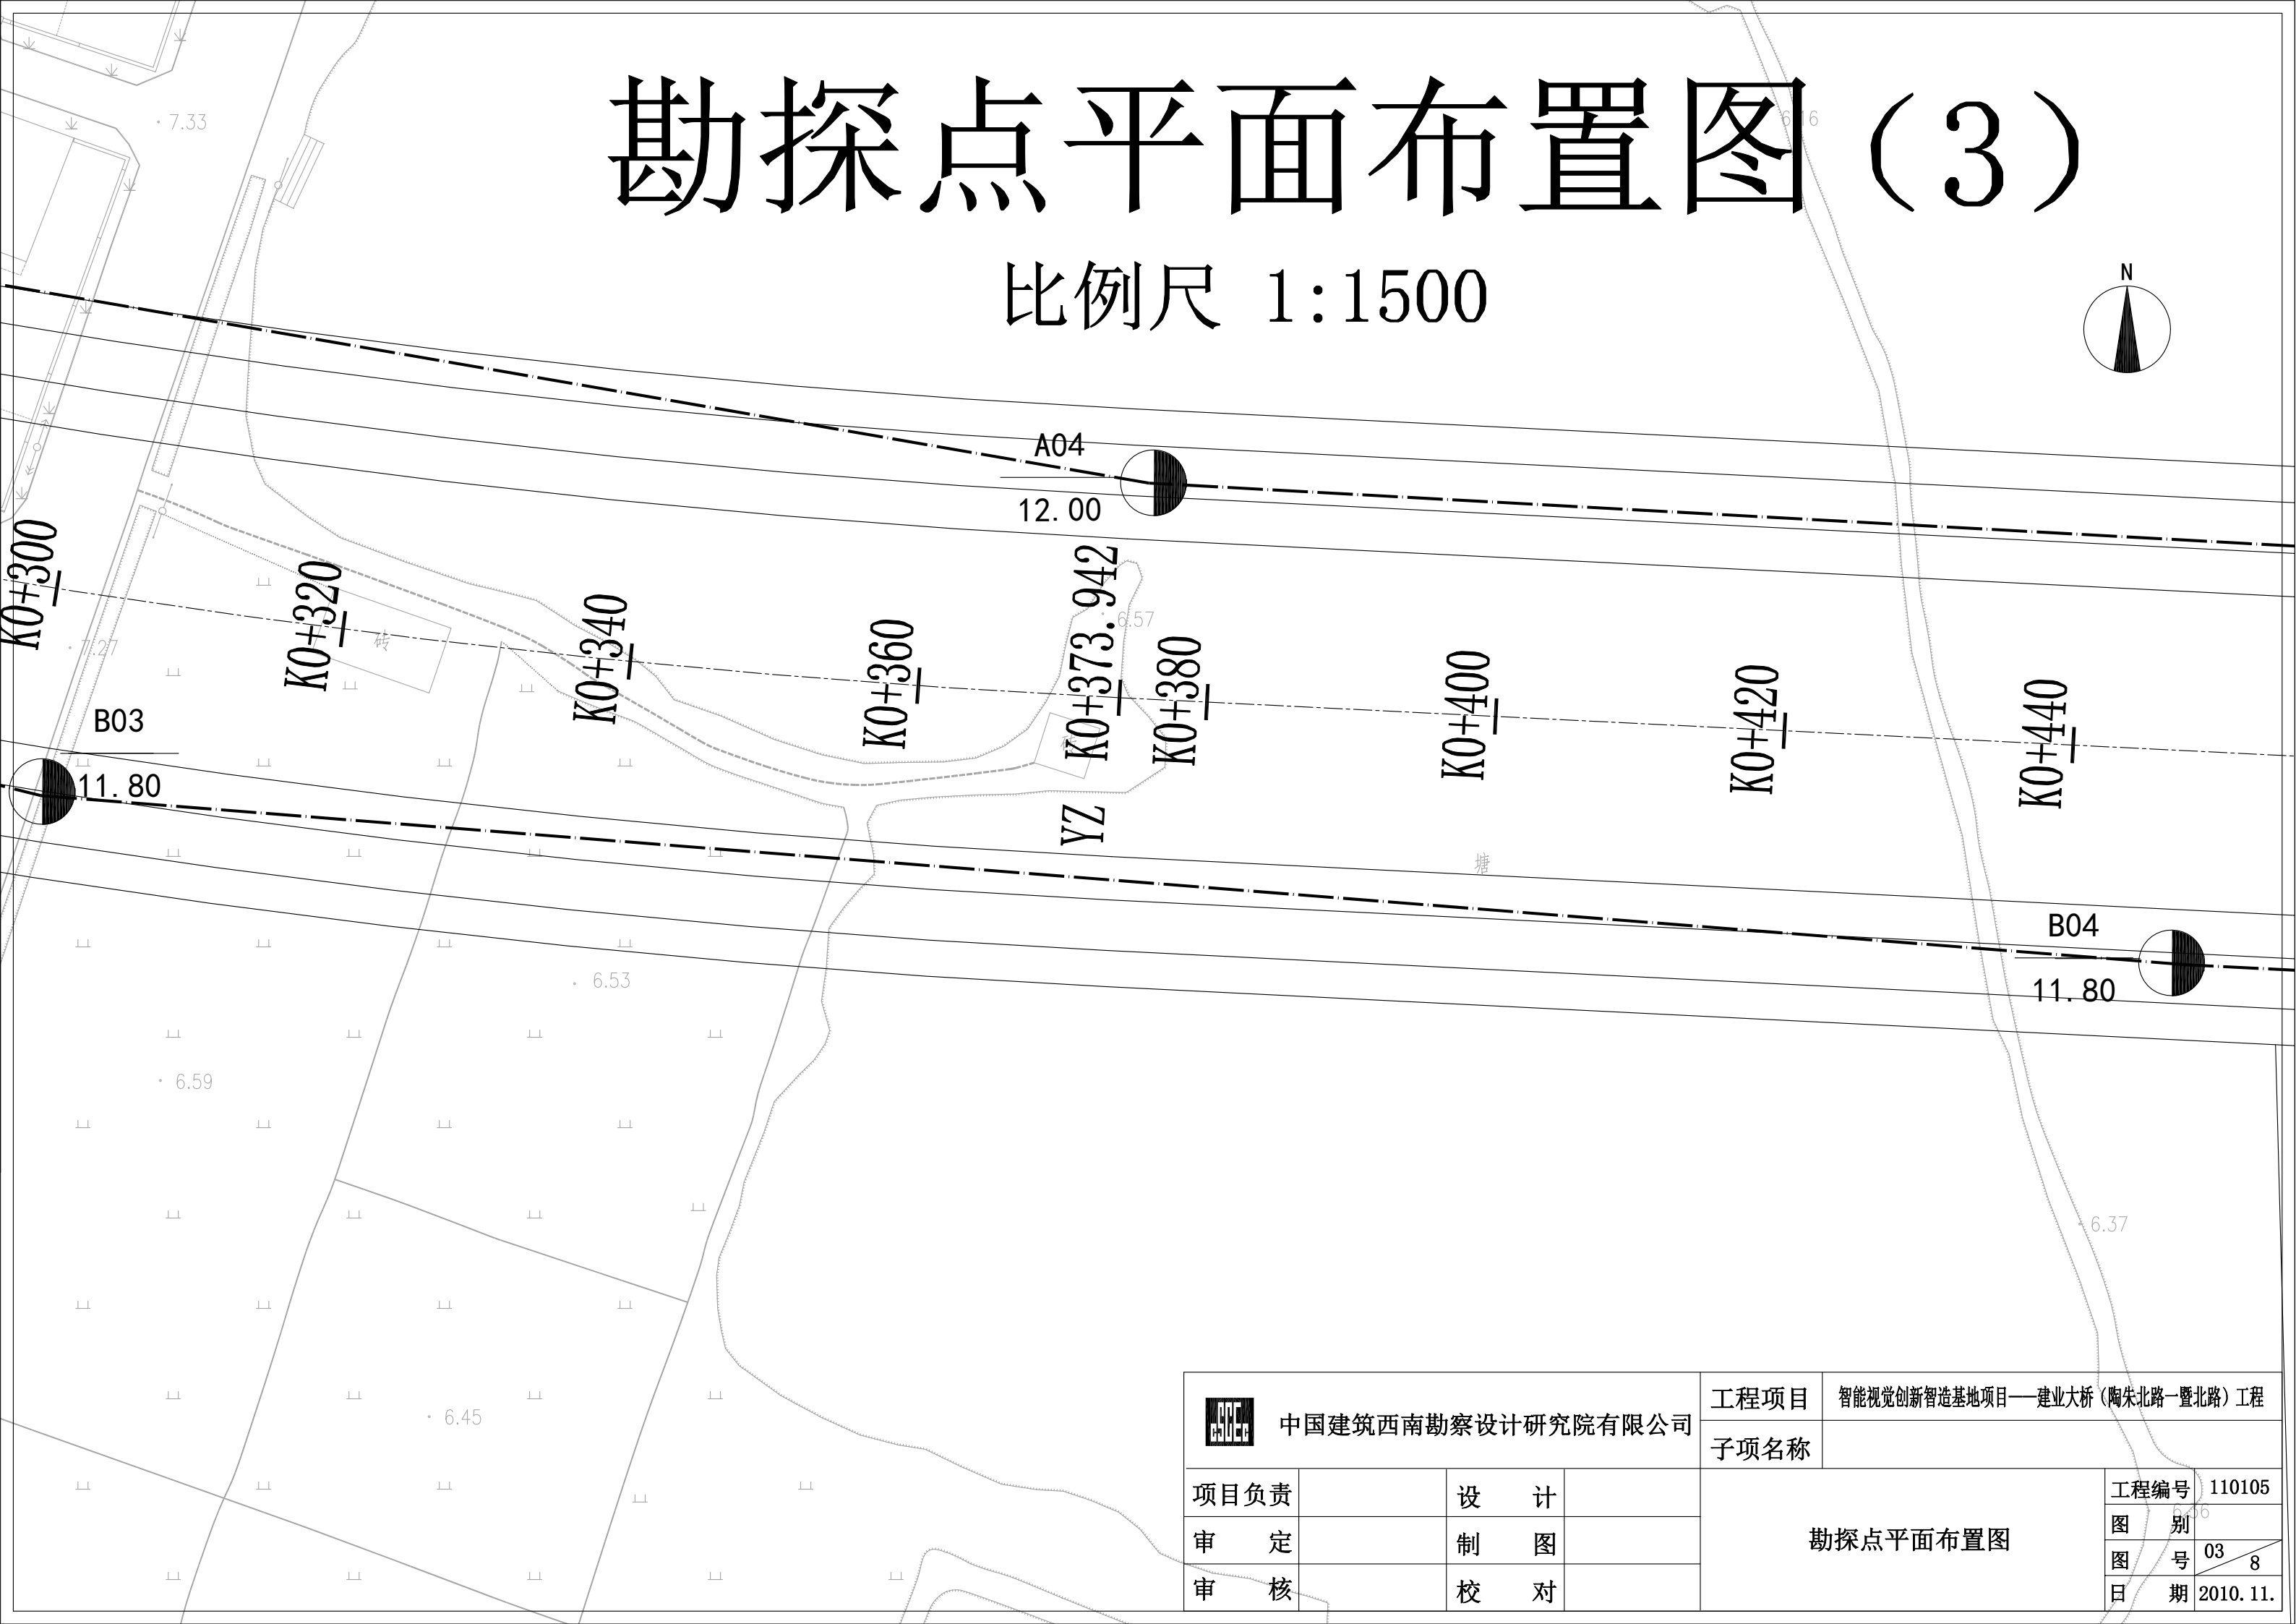 勘探点平面布置图（3）
比例尺 1:1500
N
7.33
6.16
A04
12.00
K0+300
K0+320
K0+340
K0+360
K0+373.942
YZ
K0+380
K0+400
K0+420
K0+440
6.57
7.27
砖
砖
B03
11.80
塘
B04
11.80
6.53
6.59
6.37
6.45
中国建筑西南勘察设计研究院有限公司
工程项目 智能视觉创新智造基地项目——建业大桥（陶朱北路一暨北路）工程
子项名称
项目负责 设 计
审 定 制 图
审 核 校 对
勘探点平面布置图
工程编号 110105
图 别
图 号 03/8
日 期 2010.11.